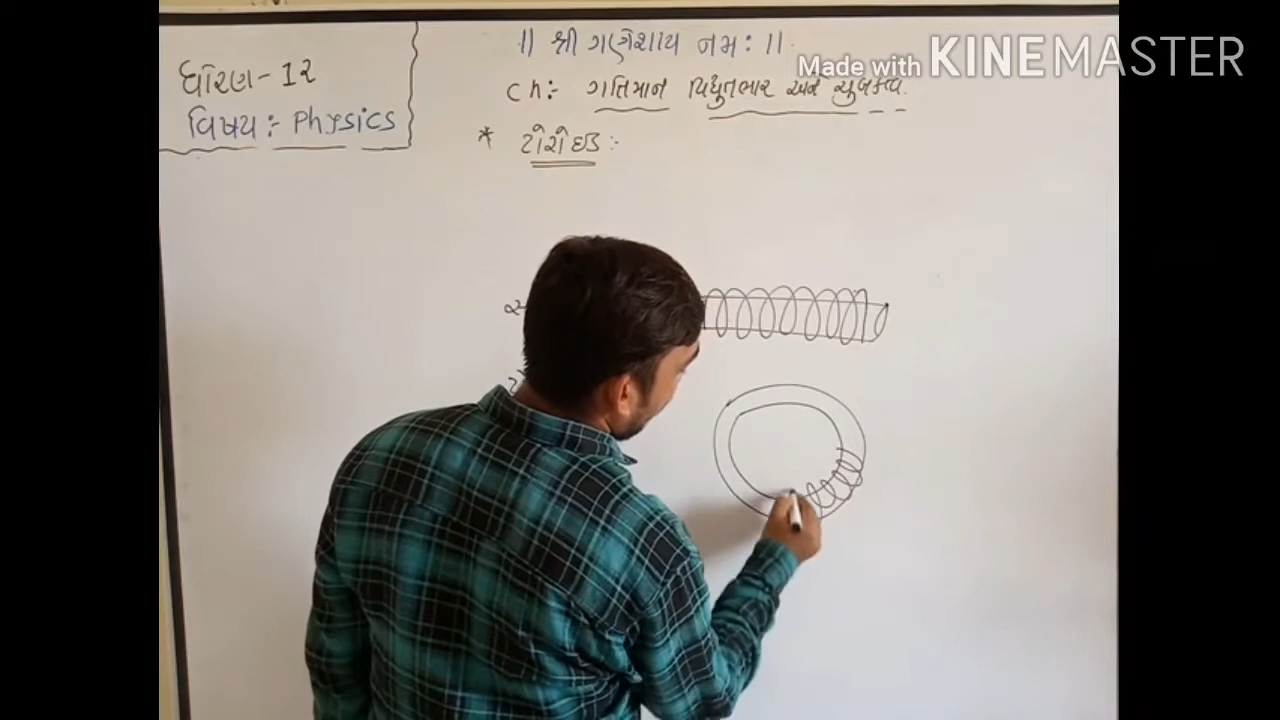 ધોરણ - 12
વિષય :- Physics
॥ શ્રી ગણેશાય નમઃ ॥
Made with KINEMASTER
ch :- ગતિમાન વિદ્યુતભાર અને ચુંબકત્વ.
* ટોરોઇડ :-